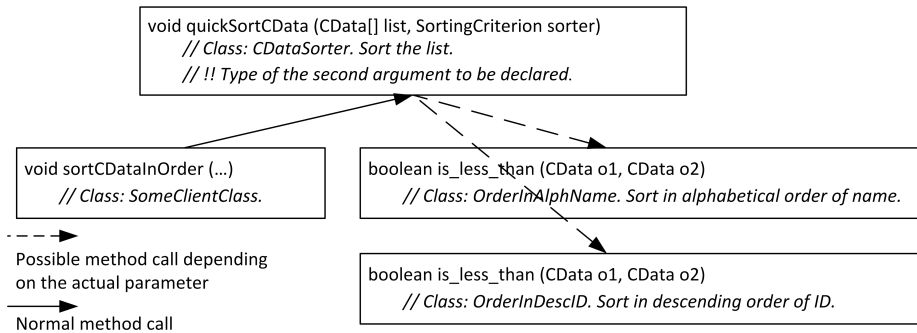 void quickSortCData (CData[] list, SortingCriterion sorter)
// Class: CDataSorter. Sort the list.
// !! Type of the second argument to be declared.
void sortCDataInOrder (...)
// Class: SomeClientClass.
boolean is_less_than (CData o1, CData o2)
// Class: OrderInAlphName. Sort in alphabetical order of name.
Possible method call depending
on the actual parameter
boolean is_less_than (CData o1, CData o2)
// Class: OrderInDescID. Sort in descending order of ID.
Normal method call